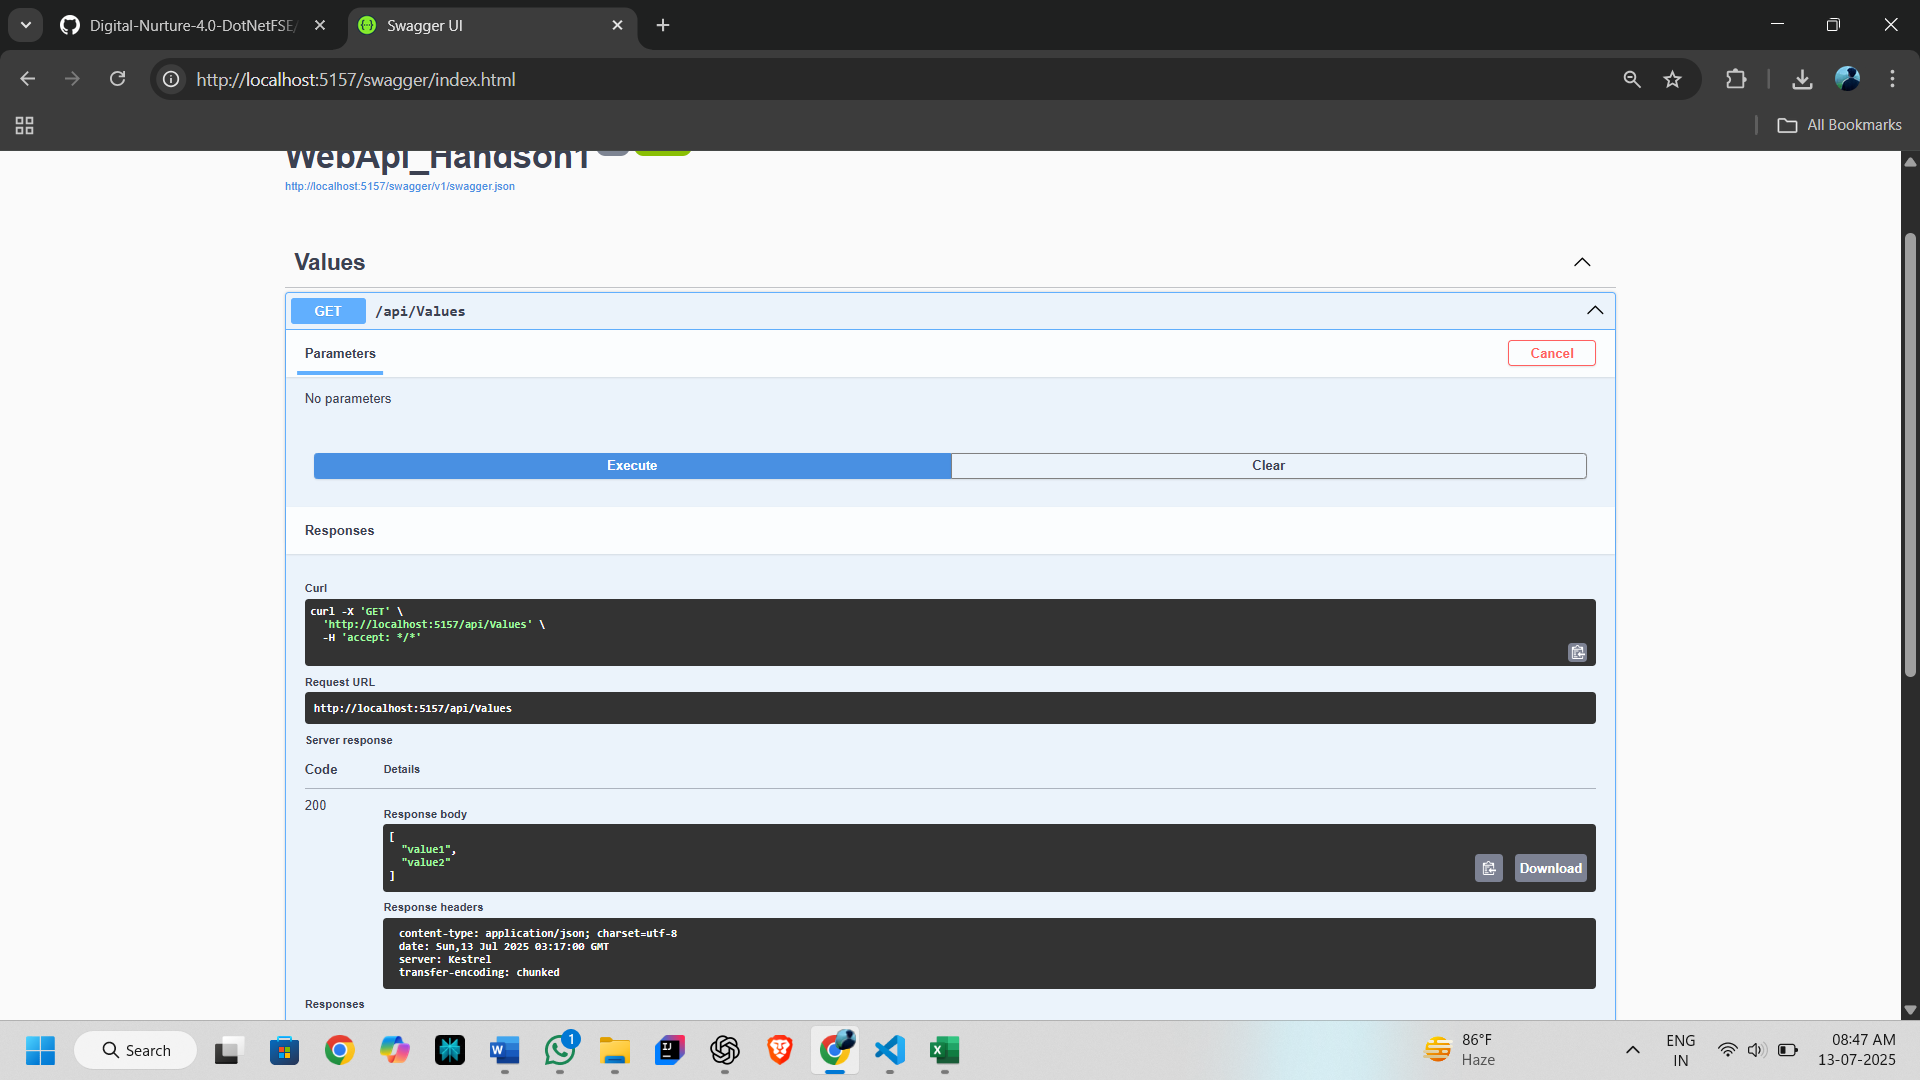 Digital-Nurture-4.0-DotNetFSE/
Swagger UI
http://localhost:5157/swagger/index.html
All Bookmarks
WebApi_Handson1
http://localhost:5157/swagger/v1/swagger.json
Values
GET /api/Values
Parameters
Cancel
No parameters
Execute
Clear
Responses
Curl
curl -X 'GET' \
'http://localhost:5157/api/Values' \
-H 'accept: */*'
Request URL
http://localhost:5157/api/Values
Server response
Code Details
200
Response body
[
"value1",
"value2"
]
Download
Response headers
content-type: application/json; charset=utf-8
date: Sun,13 Jul 2025 03:17:00 GMT
server: Kestrel
transfer-encoding: chunked
Responses
Search
1
86°F
Haze
ENG
IN
08:47 AM
13-07-2025